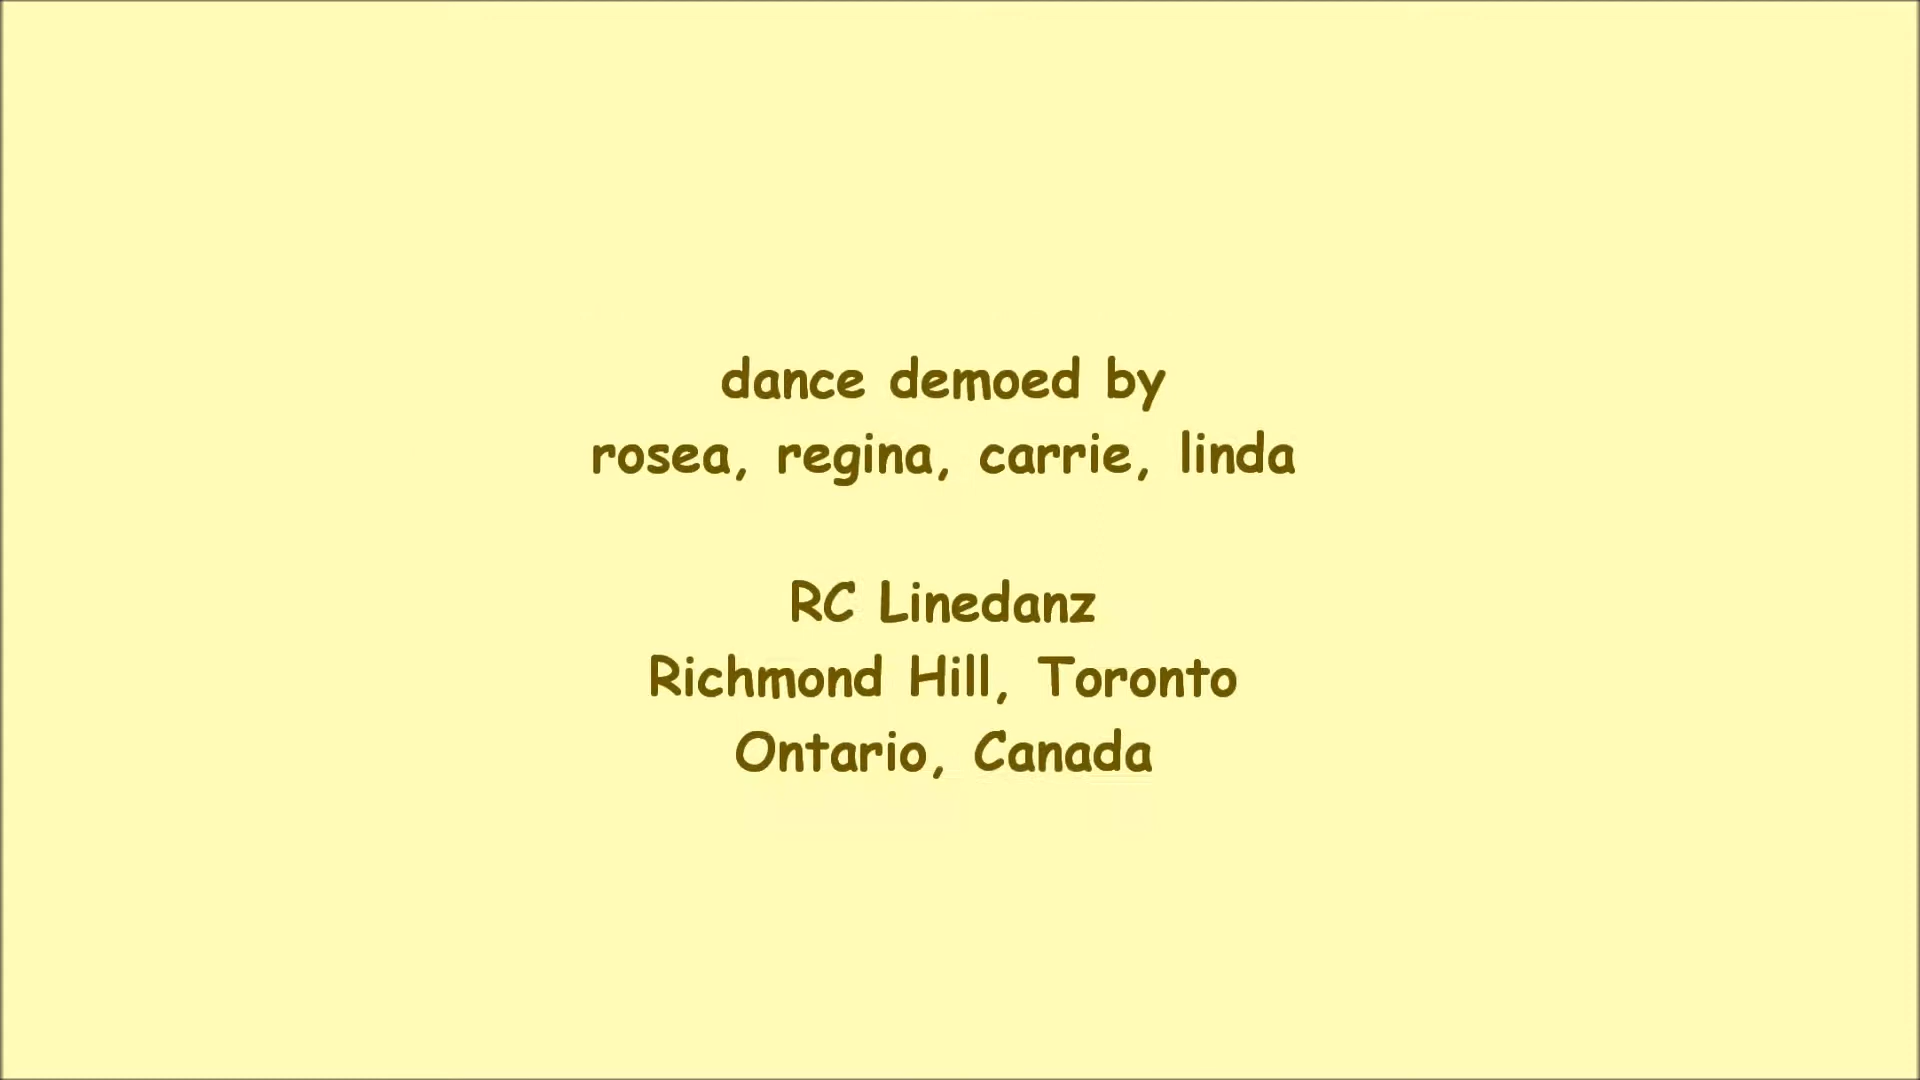 dance demoed by
rosea, regina, carrie, linda
RC Linedanz
Richmond Hill, Toronto
Ontario, Canada